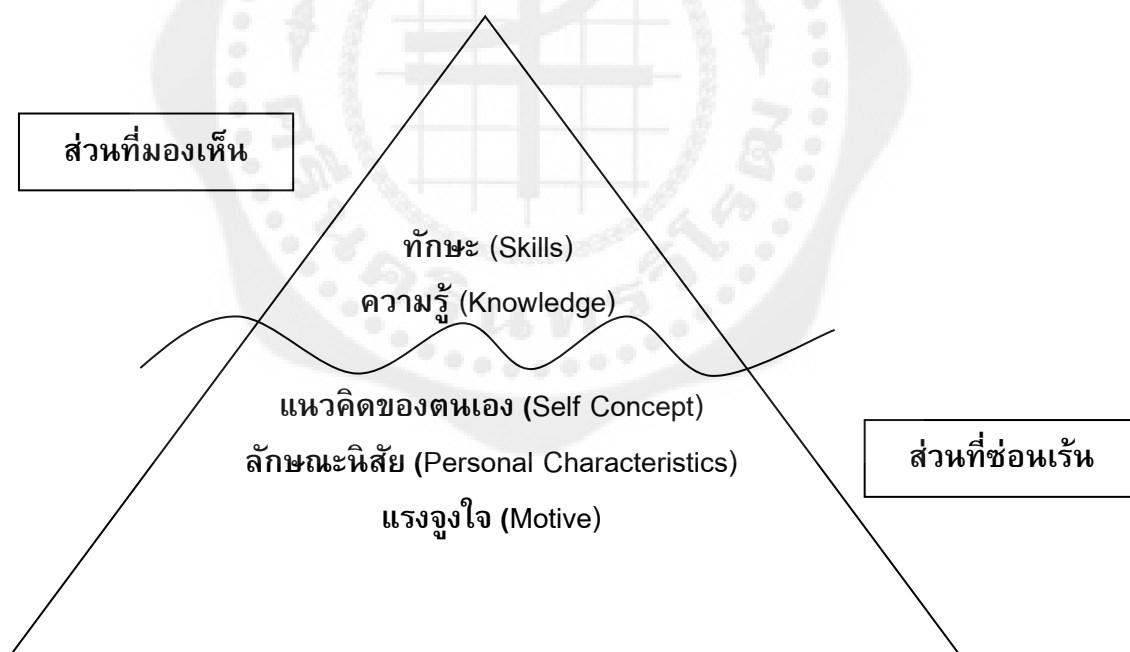 ส่วนที่มองเห็น
ทักษะ (Skills)
ความรู้ (Knowledge)
แนวคิดของตนเอง (Self Concept)
ลักษณะนิสัย (Personal Characteristics)
แรงจูงใจ (Motive)
ส่วนที่ซ่อนเร้น